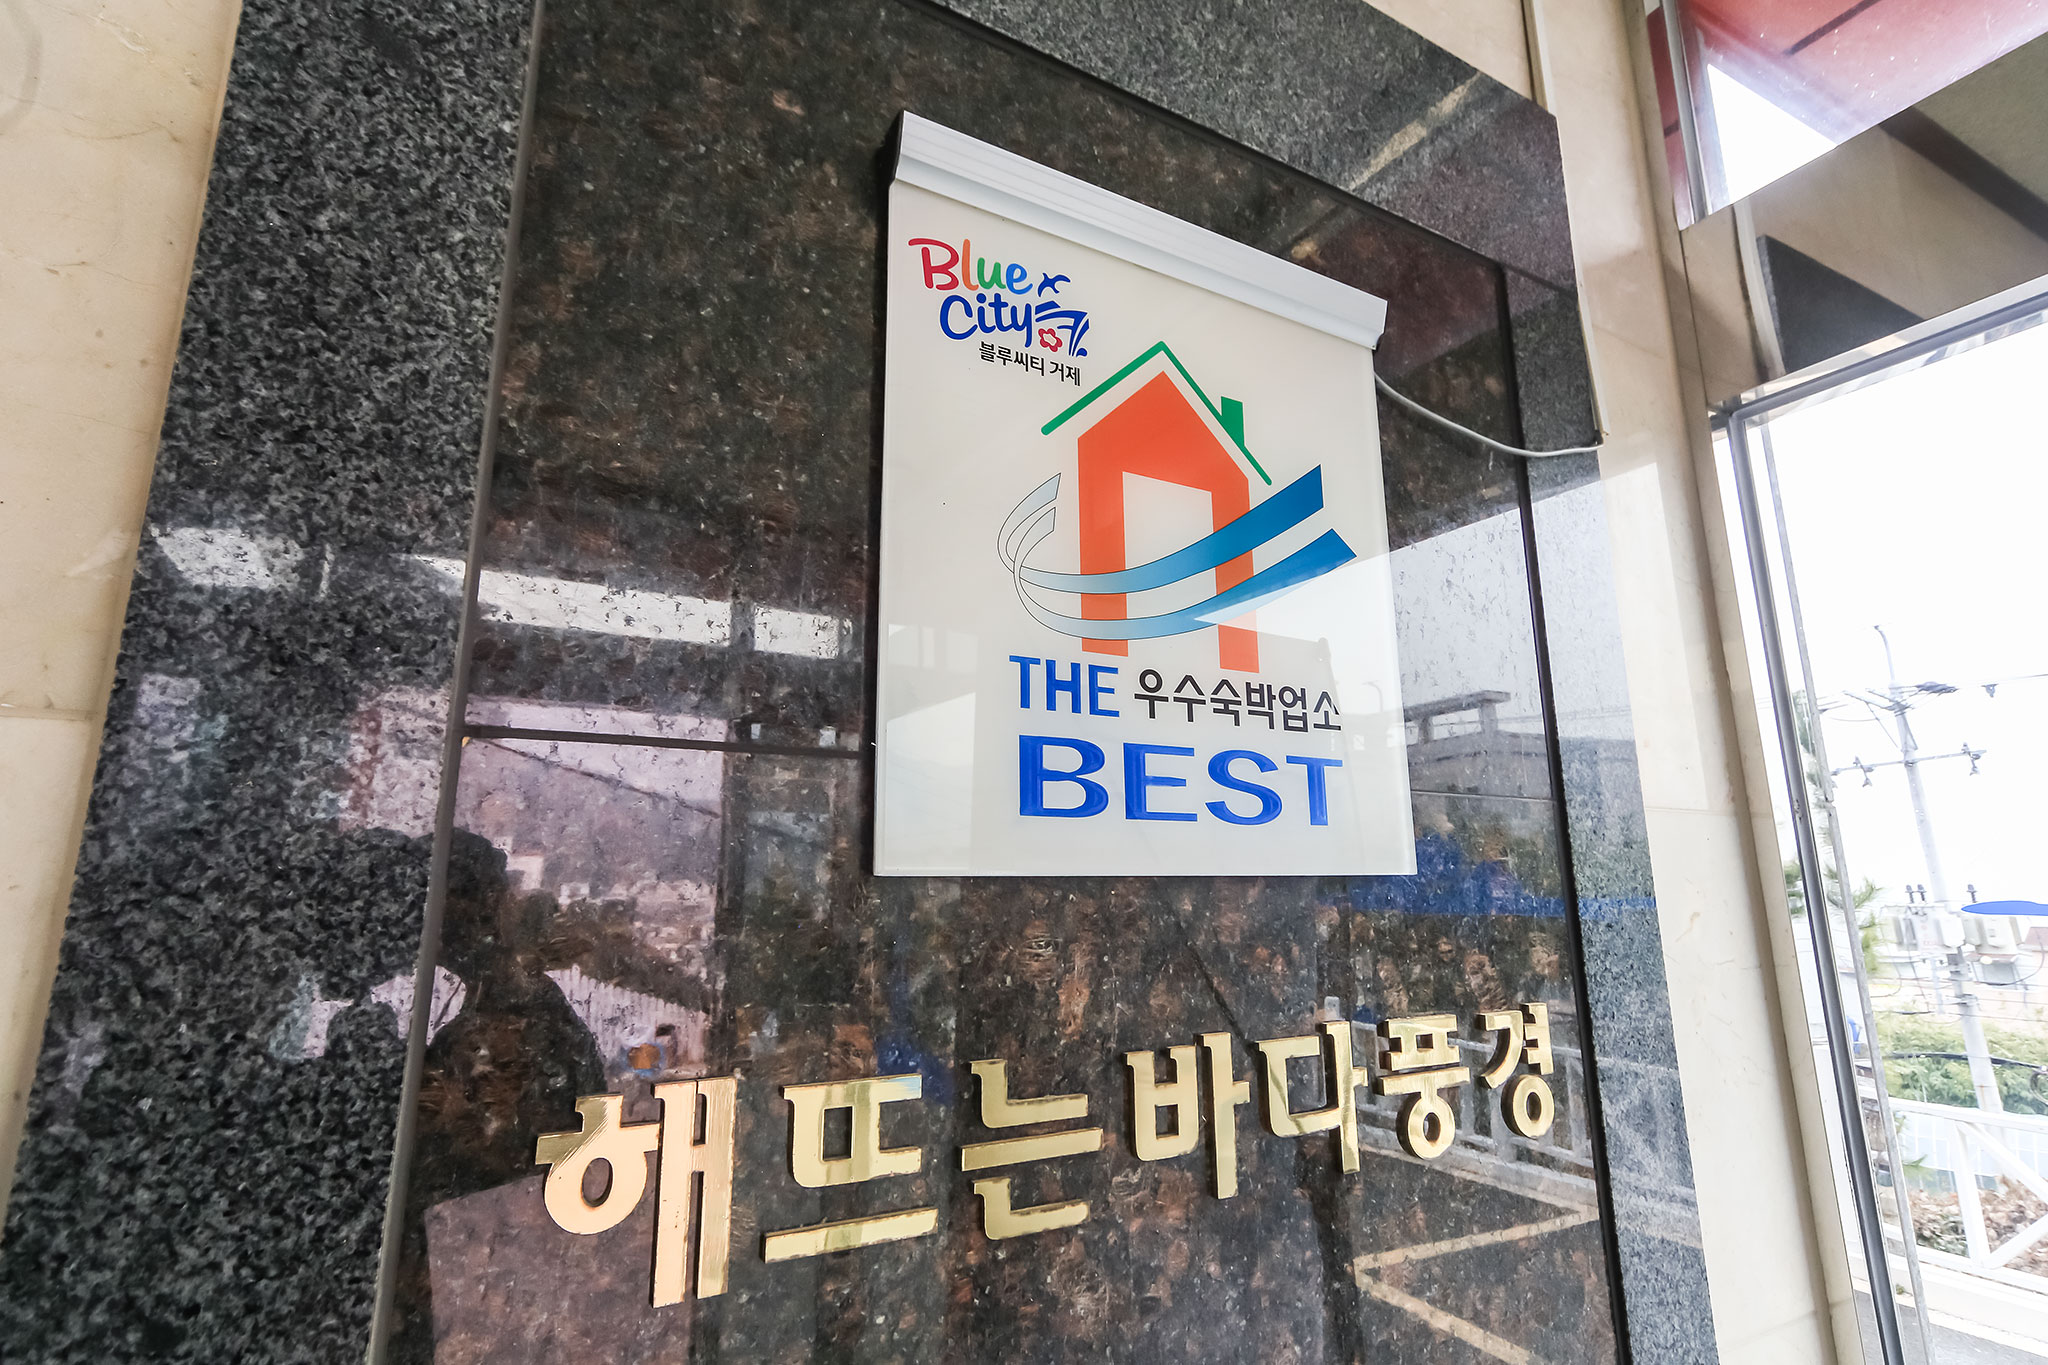 Blue
City
블루씨티 거제
THE 우수숙박업소
BEST
해뜨는바다풍경